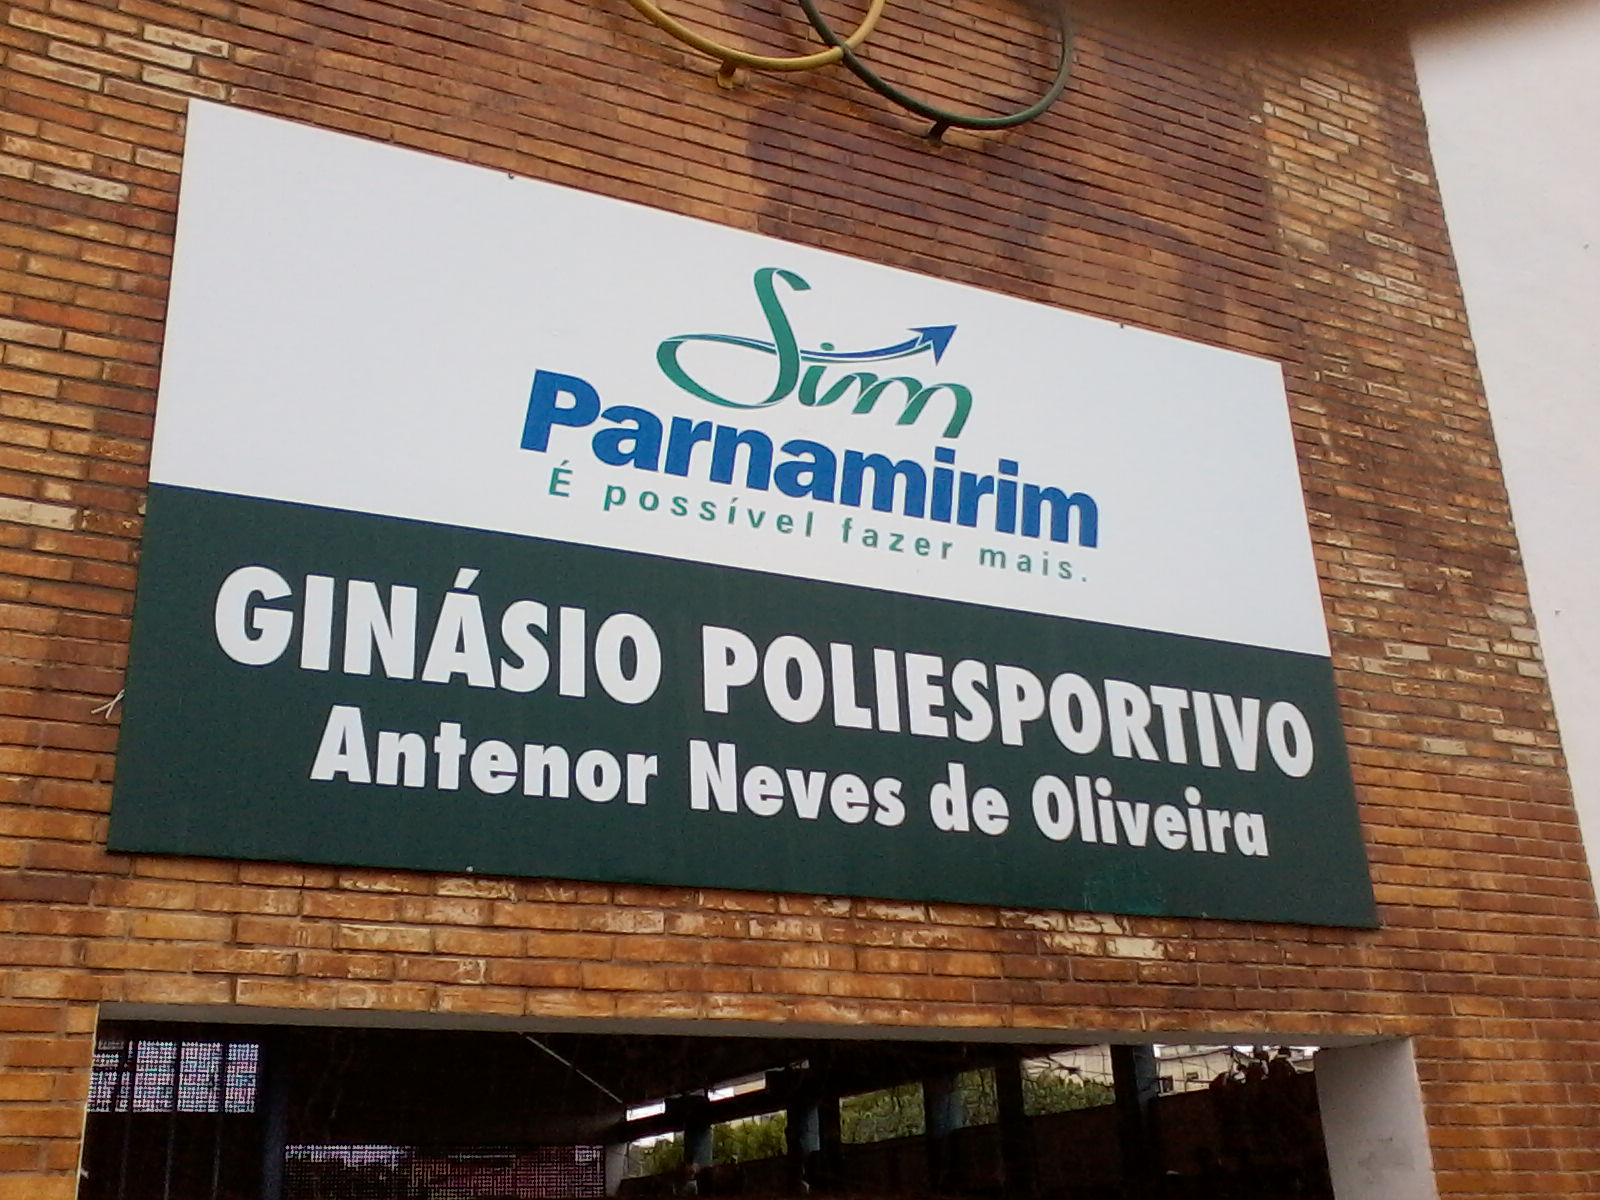 Sim
Parnamirim
É possível fazer mais.
GINÁSIO POLIESPORTIVO
Antenor Neves de Oliveira